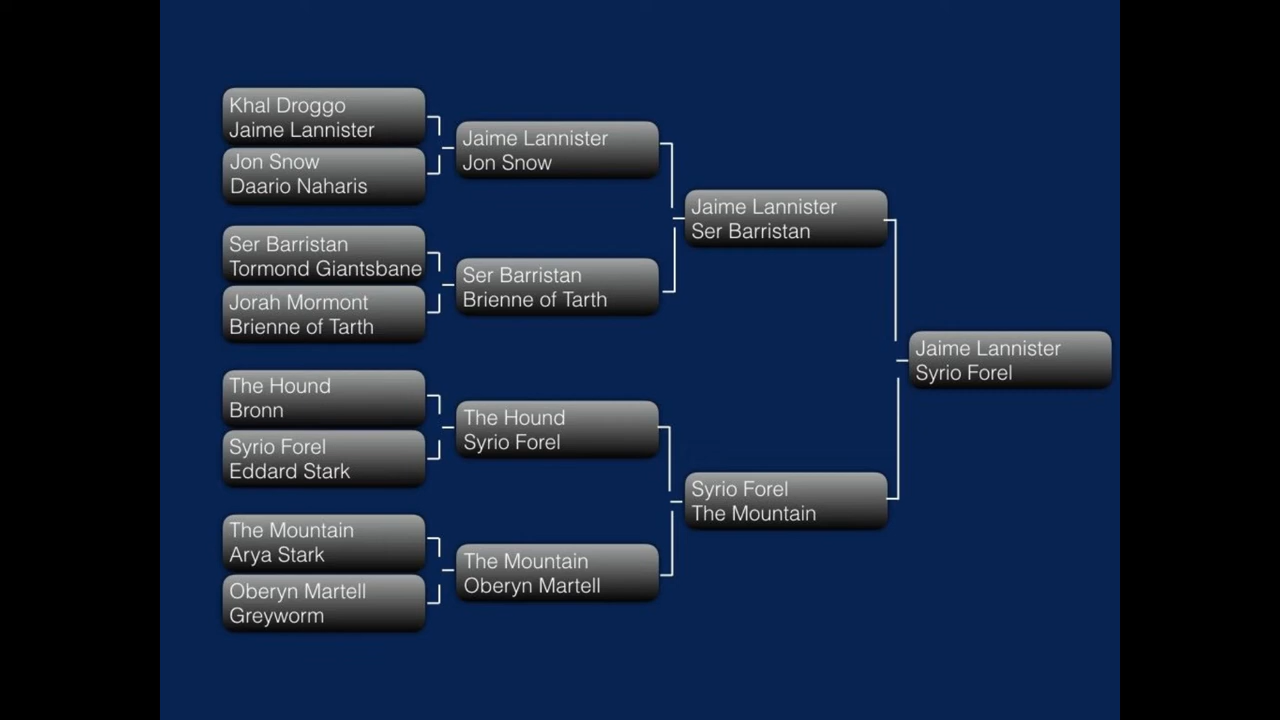 Khal Droggo
Jaime Lannister
Jon Snow
Daario Naharis
Ser Barristan
Tormond Giantsbane
Jorah Mormont
Brienne of Tarth
The Hound
Bronn
Syrio Forel
Eddard Stark
The Mountain
Arya Stark
Oberyn Martell
Greyworm
Jaime Lannister
Jon Snow
Ser Barristan
Brienne of Tarth
The Hound
Syrio Forel
The Mountain
Oberyn Martell
Jaime Lannister
Ser Barristan
Syrio Forel
The Mountain
Jaime Lannister
Syrio Forel